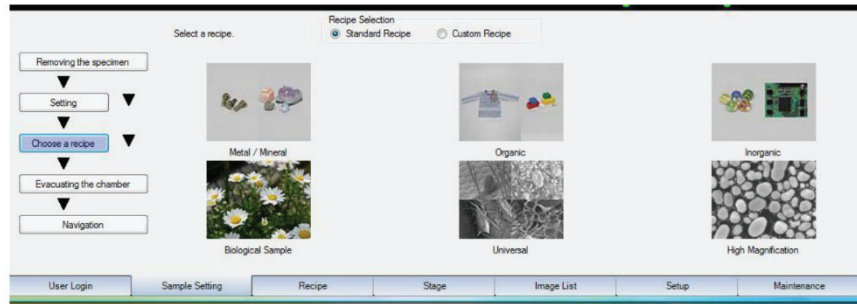 Recipe Selection
Select a recipe.
Standard Recipe
Custom Recipe
Removing the specimen
Setting
Choose a recipe
Evacuating the chamber
Navigation
Metal / Mineral
Organic
Inorganic
Biological Sample
Universal
High Magnification
User Login
Sample Setting
Recipe
Stage
Image List
Setup
Maintenance